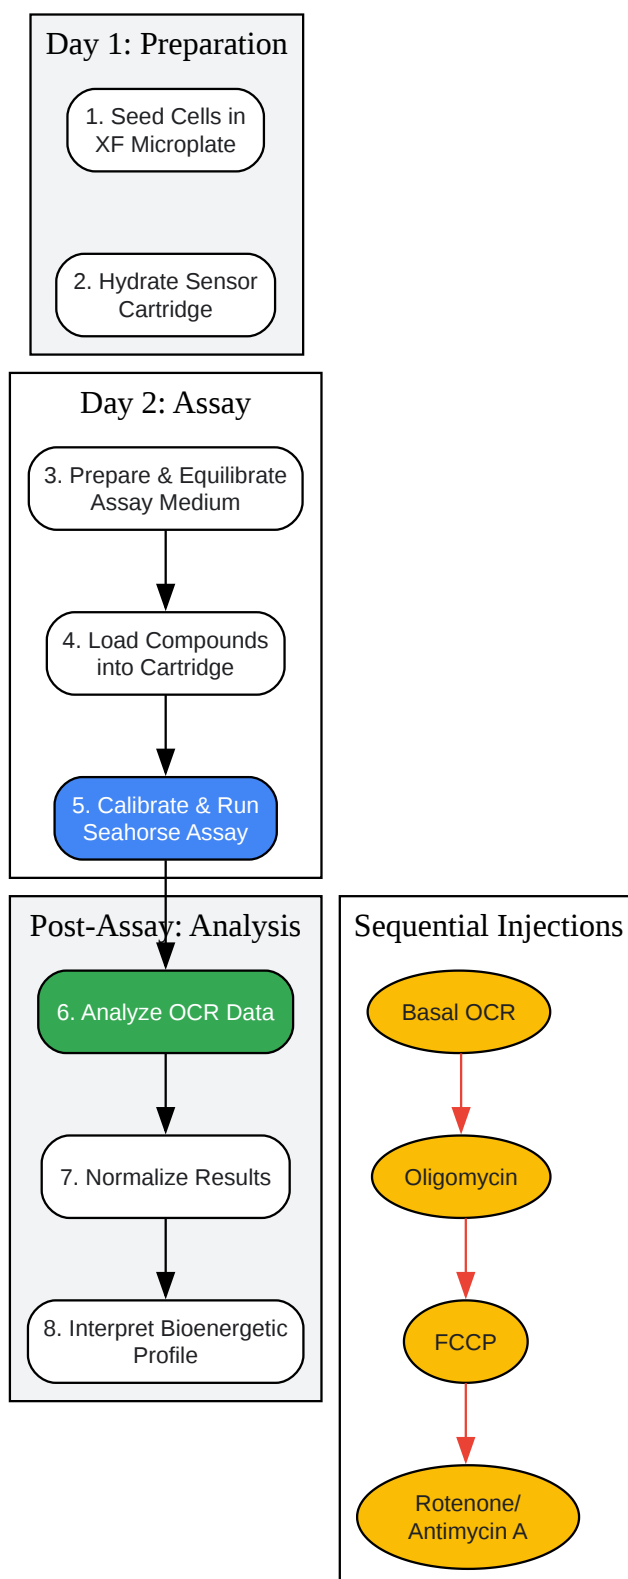 Day 1: Preparation
1. Seed Cells in
XF Microplate
2. Hydrate Sensor
Cartridge
Day 2: Assay
3. Prepare & Equilibrate
Assay Medium
4. Load Compounds
into Cartridge
5. Calibrate & Run
Seahorse Assay
Post-Assay: Analysis
6. Analyze OCR Data
7. Normalize Results
8. Interpret Bioenergetic
Profile
Sequential Injections
Basal OCR
Oligomycin
FCCP
Rotenone/
Antimycin A